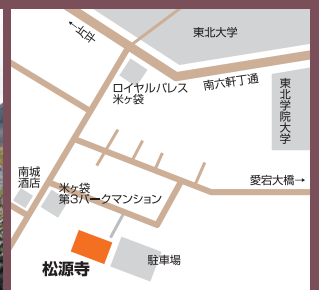 東北大学
←片平
ロイヤルパレス
米ヶ袋
南六軒丁通
東北学院大学
愛宕大橋→
南城
酒店
米ヶ袋
第3パークマンション
駐車場
松源寺